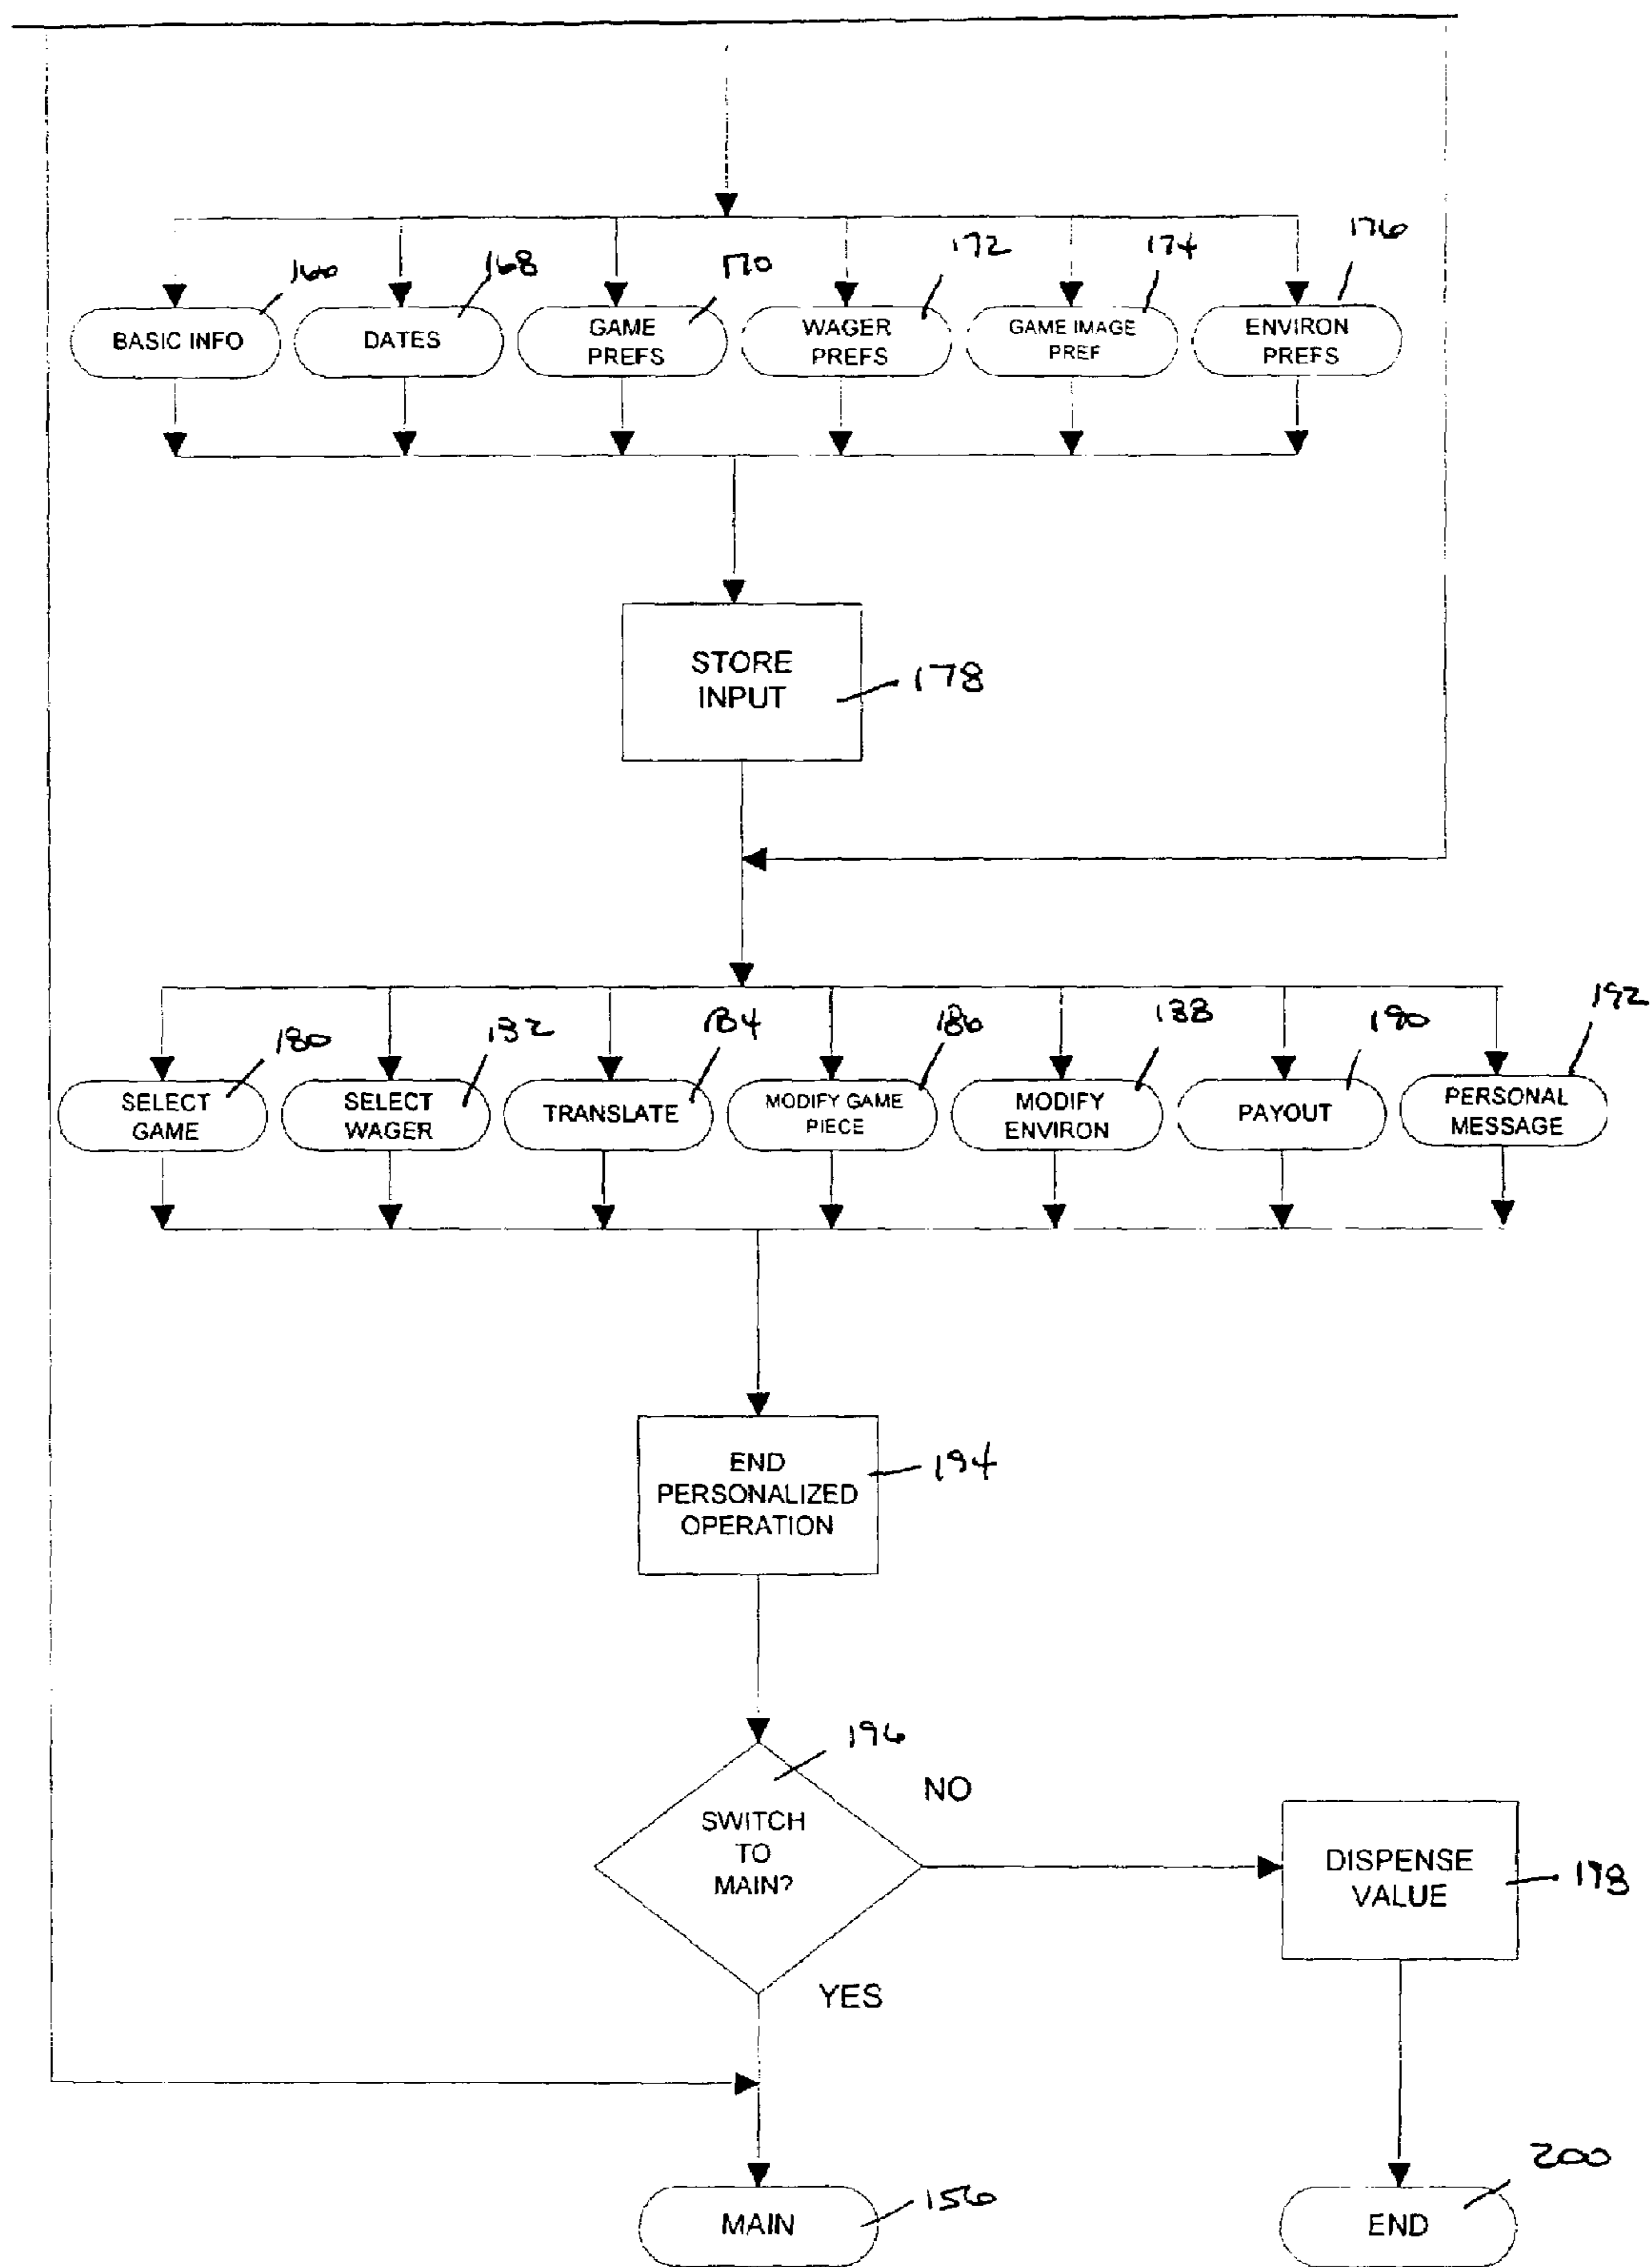 166
168
170
172
174
176
BASIC INFO
DATES
GAME
PREFS
WAGER
PREFS
GAME IMAGE
PREF
ENVIRON
PREFS
STORE
INPUT
178
180
182
184
186
188
190
192
SELECT
GAME
SELECT
WAGER
TRANSLATE
MODIFY GAME
PIECE
MODIFY
ENVIRON
PAYOUT
PERSONAL
MESSAGE
END
PERSONALIZED
OPERATION
194
196
SWITCH
TO
MAIN?
NO
DISPENSE
VALUE
198
YES
MAIN
156
END
200